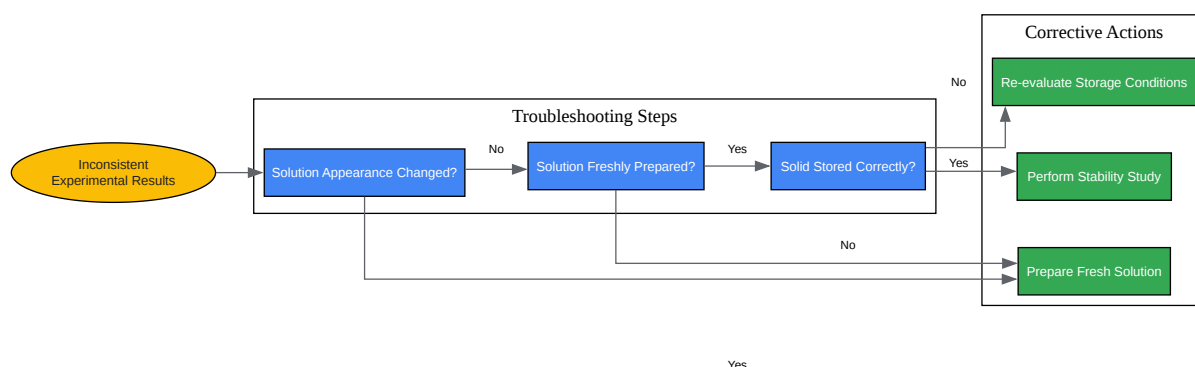 Corrective Actions
No
Re-evaluate Storage Conditions
Troubleshooting Steps
Inconsistent
Experimental Results
Solution Appearance Changed?
No
Solution Freshly Prepared?
Yes
Solid Stored Correctly?
Yes
Perform Stability Study
No
Prepare Fresh Solution
Yes